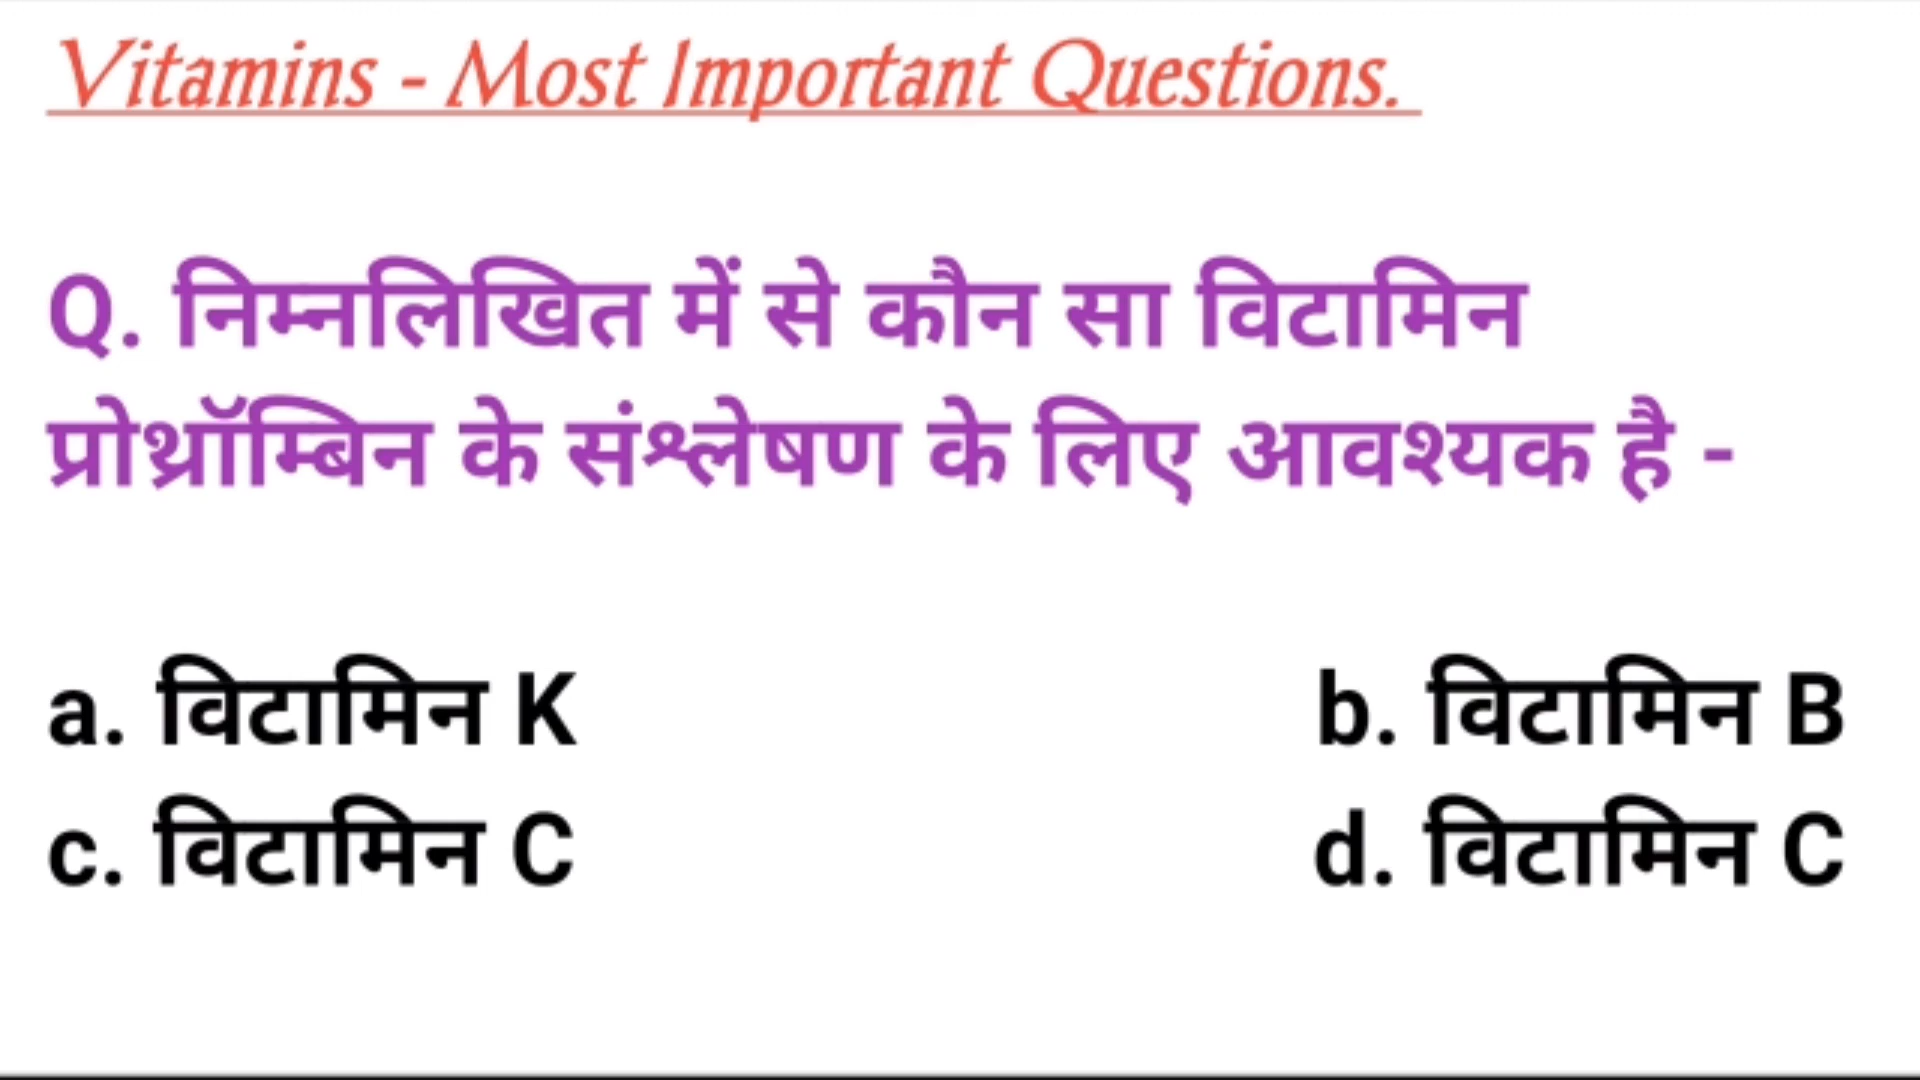 Vitamins - Most Important Questions.
Q. निम्नलिखित में से कौन सा विटामिन
प्रोथ्रॉम्बिन के संश्लेषण के लिए आवश्यक है -
a. विटामिन K b. विटामिन B
c. विटामिन C d. विटामिन C